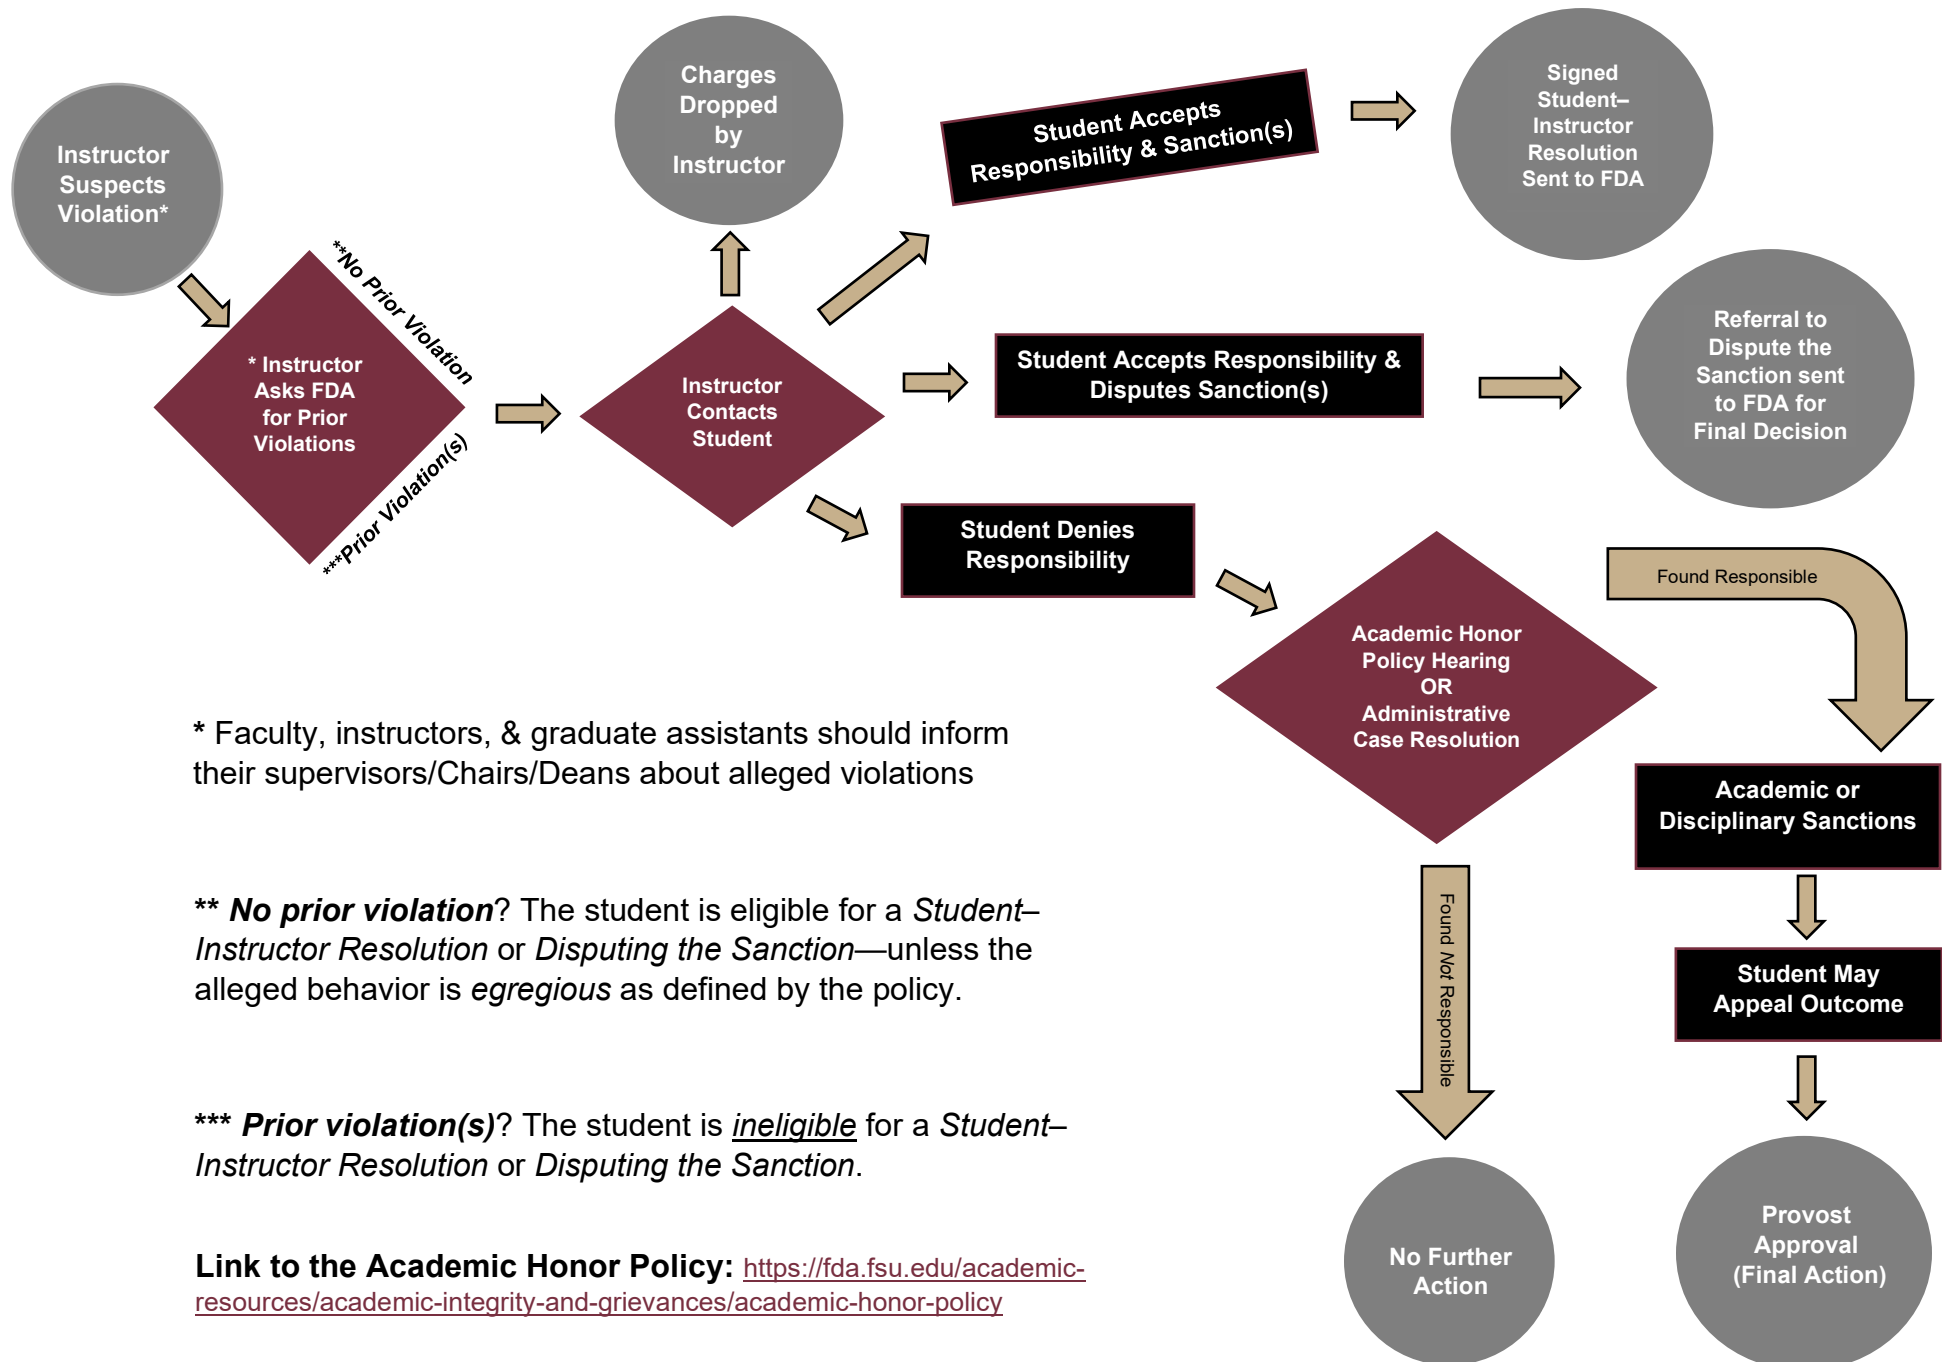 Instructor
Suspects
Violation*
* Instructor
Asks FDA
for Prior
Violations
**No Prior Violation
***Prior Violation(s)
Instructor
Contacts
Student
Charges
Dropped
by
Instructor
Student Accepts
Responsibility & Sanction(s)
Signed
Student–
Instructor
Resolution
Sent to FDA
Student Accepts Responsibility &
Disputes Sanction(s)
Referral to
Dispute the
Sanction sent
to FDA for
Final Decision
Student Denies
Responsibility
Academic Honor
Policy Hearing
OR
Administrative
Case Resolution
Found Responsible
Academic or
Disciplinary Sanctions
Student May
Appeal Outcome
Provost
Approval
(Final Action)
Found Not Responsible
No Further
Action
* Faculty, instructors, & graduate assistants should inform
their supervisors/Chairs/Deans about alleged violations
** No prior violation? The student is eligible for a Student–
Instructor Resolution or Disputing the Sanction—unless the
alleged behavior is egregious as defined by the policy.
*** Prior violation(s)? The student is ineligible for a Student–
Instructor Resolution or Disputing the Sanction.
Link to the Academic Honor Policy: https://fda.fsu.edu/academic-
resources/academic-integrity-and-grievances/academic-honor-policy